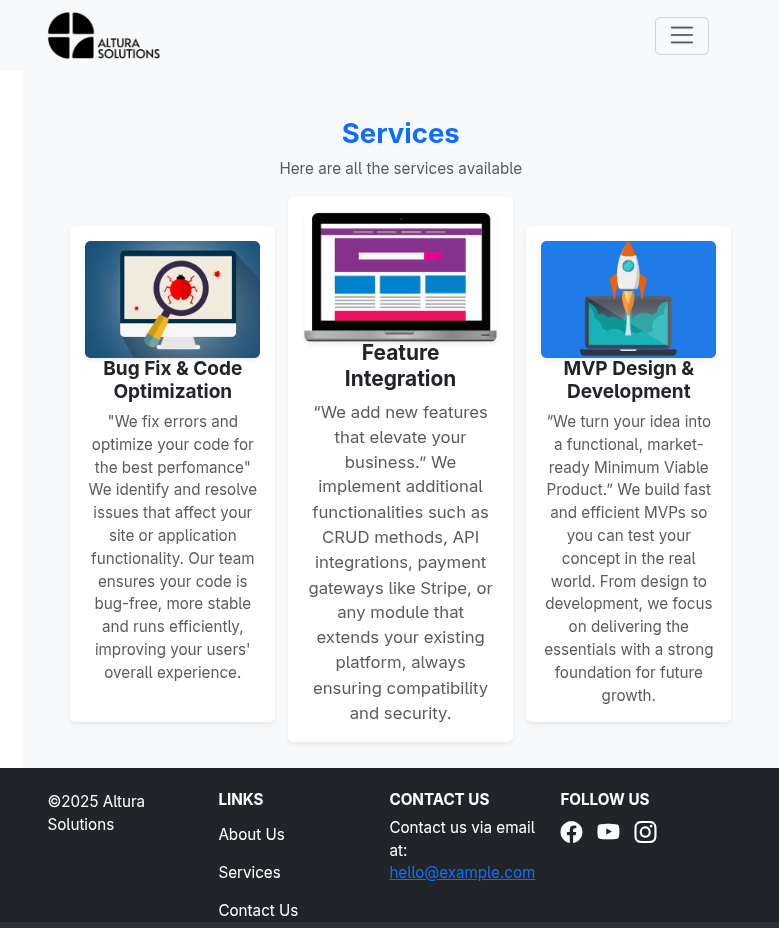 ALTURA
SOLUTIONS
Services
Here are all the services available
Bug Fix & Code
Optimization
"We fix errors and
optimize your code for
the best perfomance"
We identify and resolve
issues that affect your
site or application
functionality. Our team
ensures your code is
bug-free, more stable
and runs efficiently,
improving your users'
overall experience.
Feature
Integration
“We add new features
that elevate your
business.” We
implement additional
functionalities such as
CRUD methods, API
integrations, payment
gateways like Stripe, or
any module that
extends your existing
platform, always
ensuring compatibility
and security.
MVP Design &
Development
“We turn your idea into
a functional, market-
ready Minimum Viable
Product.” We build fast
and efficient MVPs so
you can test your
concept in the real
world. From design to
development, we focus
on delivering the
essentials with a strong
foundation for future
growth.
©2025 Altura
Solutions
LINKS
About Us
Services
Contact Us
CONTACT US
Contact us via email
at:
hello@example.com
FOLLOW US